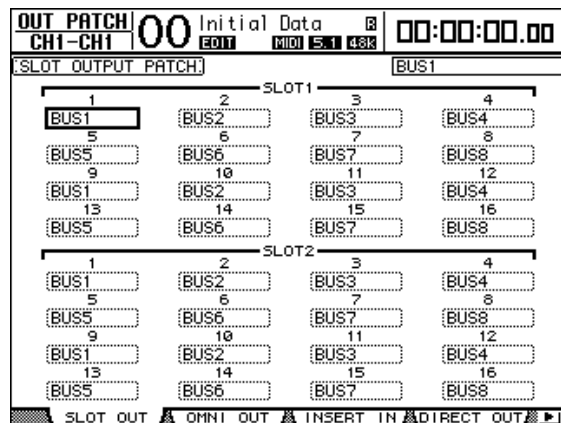 OUT PATCH 00 Initial Data R 00:00:00.00
CH1-CH1 EDIT MIDI 5.1 48k
SLOT OUTPUT PATCH BUS1
SLOT1
1 2 3 4
BUS1 BUS2 BUS3 BUS4
5 6 7 8
BUS5 BUS6 BUS7 BUS8
9 10 11 12
BUS1 BUS2 BUS3 BUS4
13 14 15 16
BUS5 BUS6 BUS7 BUS8
SLOT2
1 2 3 4
BUS1 BUS2 BUS3 BUS4
5 6 7 8
BUS5 BUS6 BUS7 BUS8
9 10 11 12
BUS1 BUS2 BUS3 BUS4
13 14 15 16
BUS5 BUS6 BUS7 BUS8
SLOT OUT OMNI OUT INSERT IN DIRECT OUT